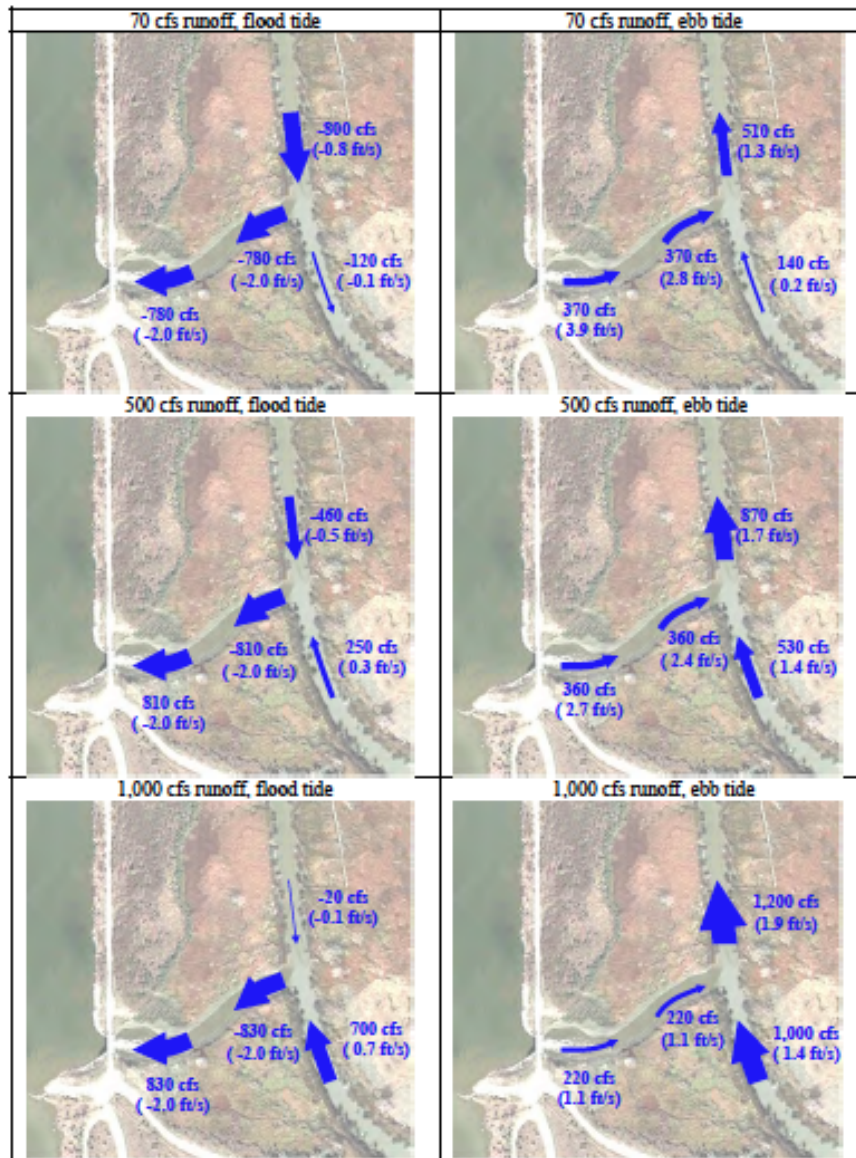 70 cfs runoff, flood tide
-800 cfs
(-0.8 ft/s)
-780 cfs
( -2.0 ft/s)
-120 cfs
( -0.1 ft/s)
-780 cfs
( -2.0 ft/s)
70 cfs runoff, ebb tide
510 cfs
(1.3 ft/s)
370 cfs
(2.8 ft/s)
140 cfs
( 0.2 ft/s)
370 cfs
( 3.9 ft/s)
500 cfs runoff, flood tide
-460 cfs
(-0.5 ft/s)
-810 cfs
( -2.0 ft/s)
250 cfs
( 0.3 ft/s)
810 cfs
( -2.0 ft/s)
500 cfs runoff, ebb tide
870 cfs
(1.7 ft/s)
360 cfs
( 2.4 ft/s)
530 cfs
( 1.4 ft/s)
360 cfs
( 2.7 ft/s)
1,000 cfs runoff, flood tide
-20 cfs
(-0.1 ft/s)
-830 cfs
( -2.0 ft/s)
700 cfs
( 0.7 ft/s)
830 cfs
( -2.0 ft/s)
1,000 cfs runoff, ebb tide
1,200 cfs
(1.9 ft/s)
220 cfs
(1.1 ft/s)
1,000 cfs
( 1.4 ft/s)
220 cfs
(1.1 ft/s)